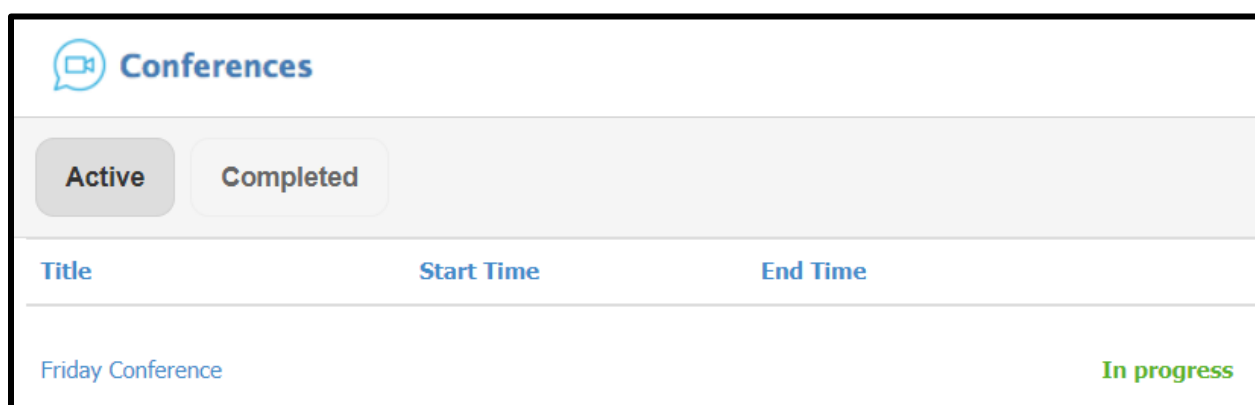 Conferences
Active Completed
Title Start Time End Time
Friday Conference In progress